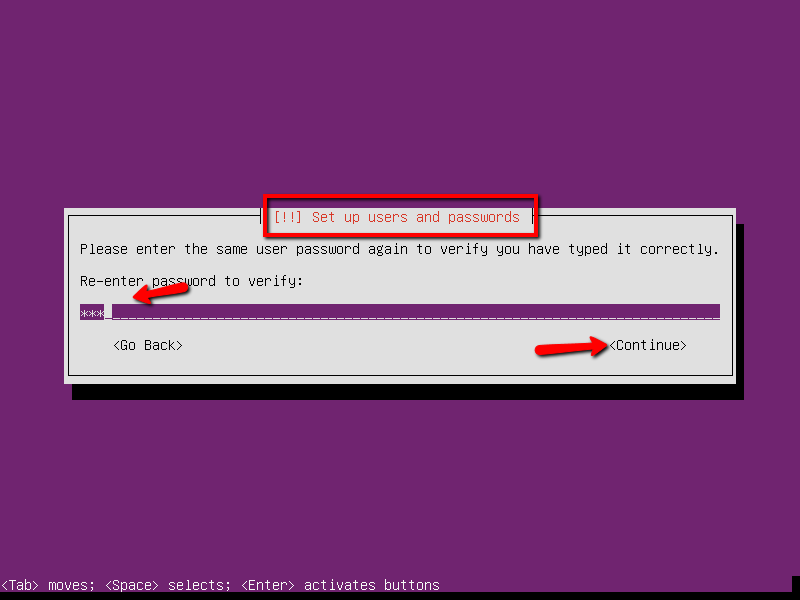 [!!] Set up users and passwords
Please enter the same user password again to verify you have typed it correctly.
Re-enter password to verify:
***
<Go Back> <Continue>
<Tab> moves; <Space> selects; <Enter> activates buttons